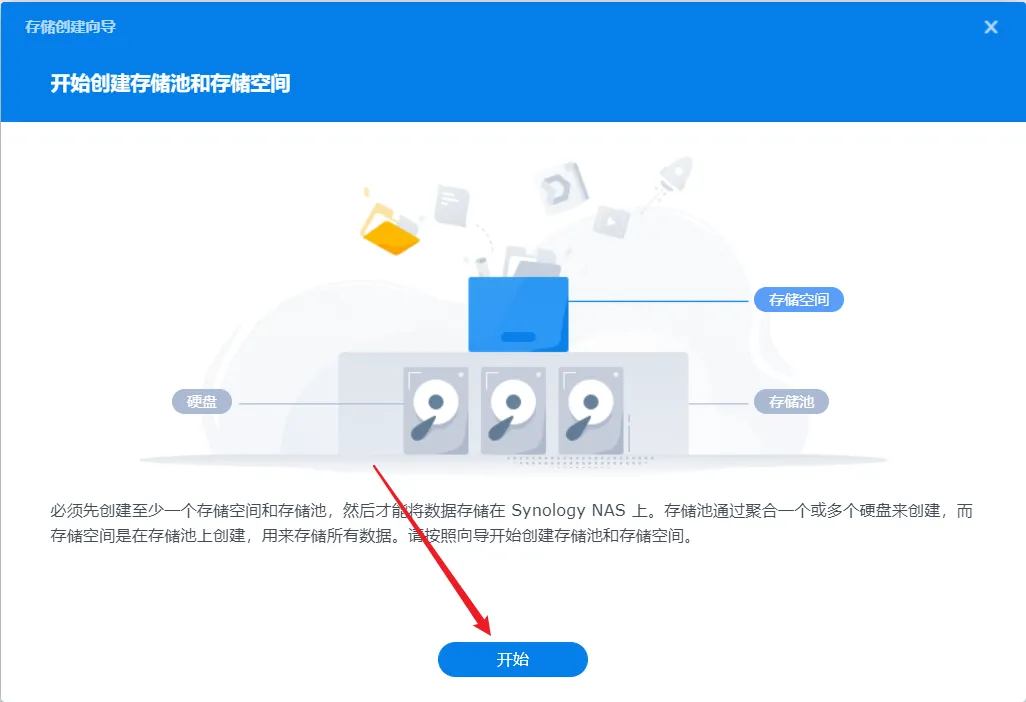 存储创建向导
开始创建存储池和存储空间
存储空间
硬盘
存储池
必须先创建至少一个存储空间和存储池，然后才能将数据存储在 Synology NAS 上。存储池通过聚合一个或多个硬盘来创建，而
存储空间是在存储池上创建，用来存储所有数据。请按照向导开始创建存储池和存储空间。
开始